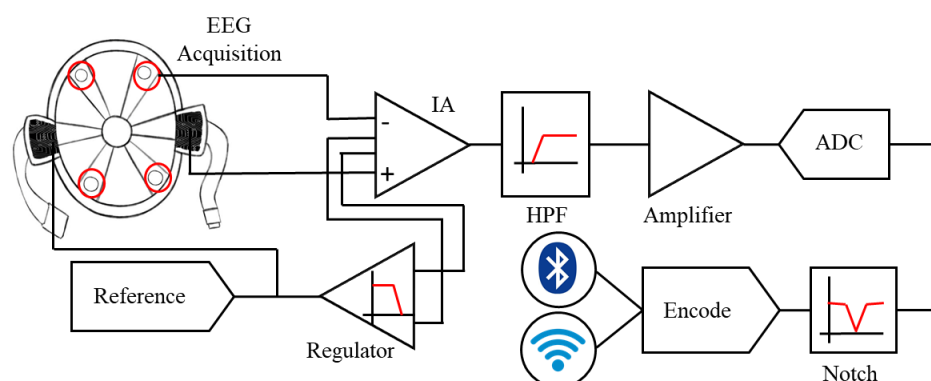 EEG
Acquisition
IA
-
+
HPF
Amplifier
ADC
Reference
Regulator
Encode
Notch